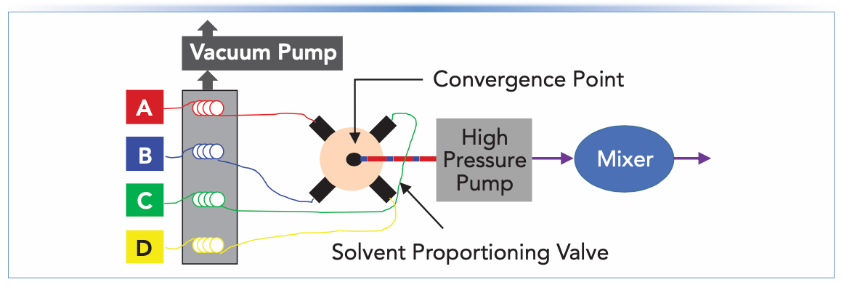 Vacuum Pump
Convergence Point
A
B
C
D
High
Pressure
Pump
Mixer
Solvent Proportioning Valve